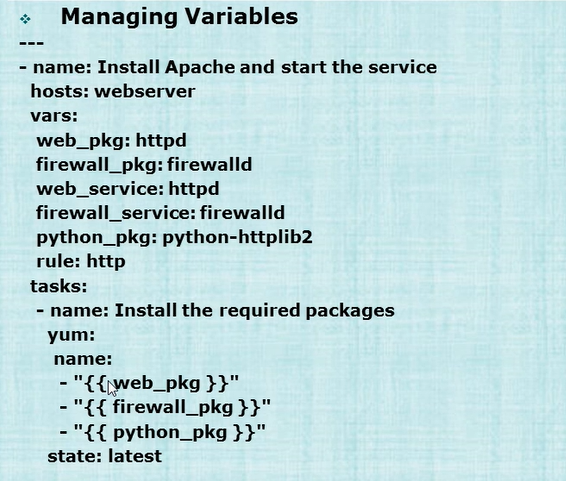 Managing Variables
---
- name: Install Apache and start the service
  hosts: webserver
  vars:
   web_pkg: httpd
   firewall_pkg: firewalld
   web_service: httpd
   firewall_service: firewalld
   python_pkg: python-httplib2
   rule: http
  tasks:
   - name: Install the required packages
     yum:
      name:
       - "{{ web_pkg }}"
       - "{{ firewall_pkg }}"
       - "{{ python_pkg }}"
     state: latest